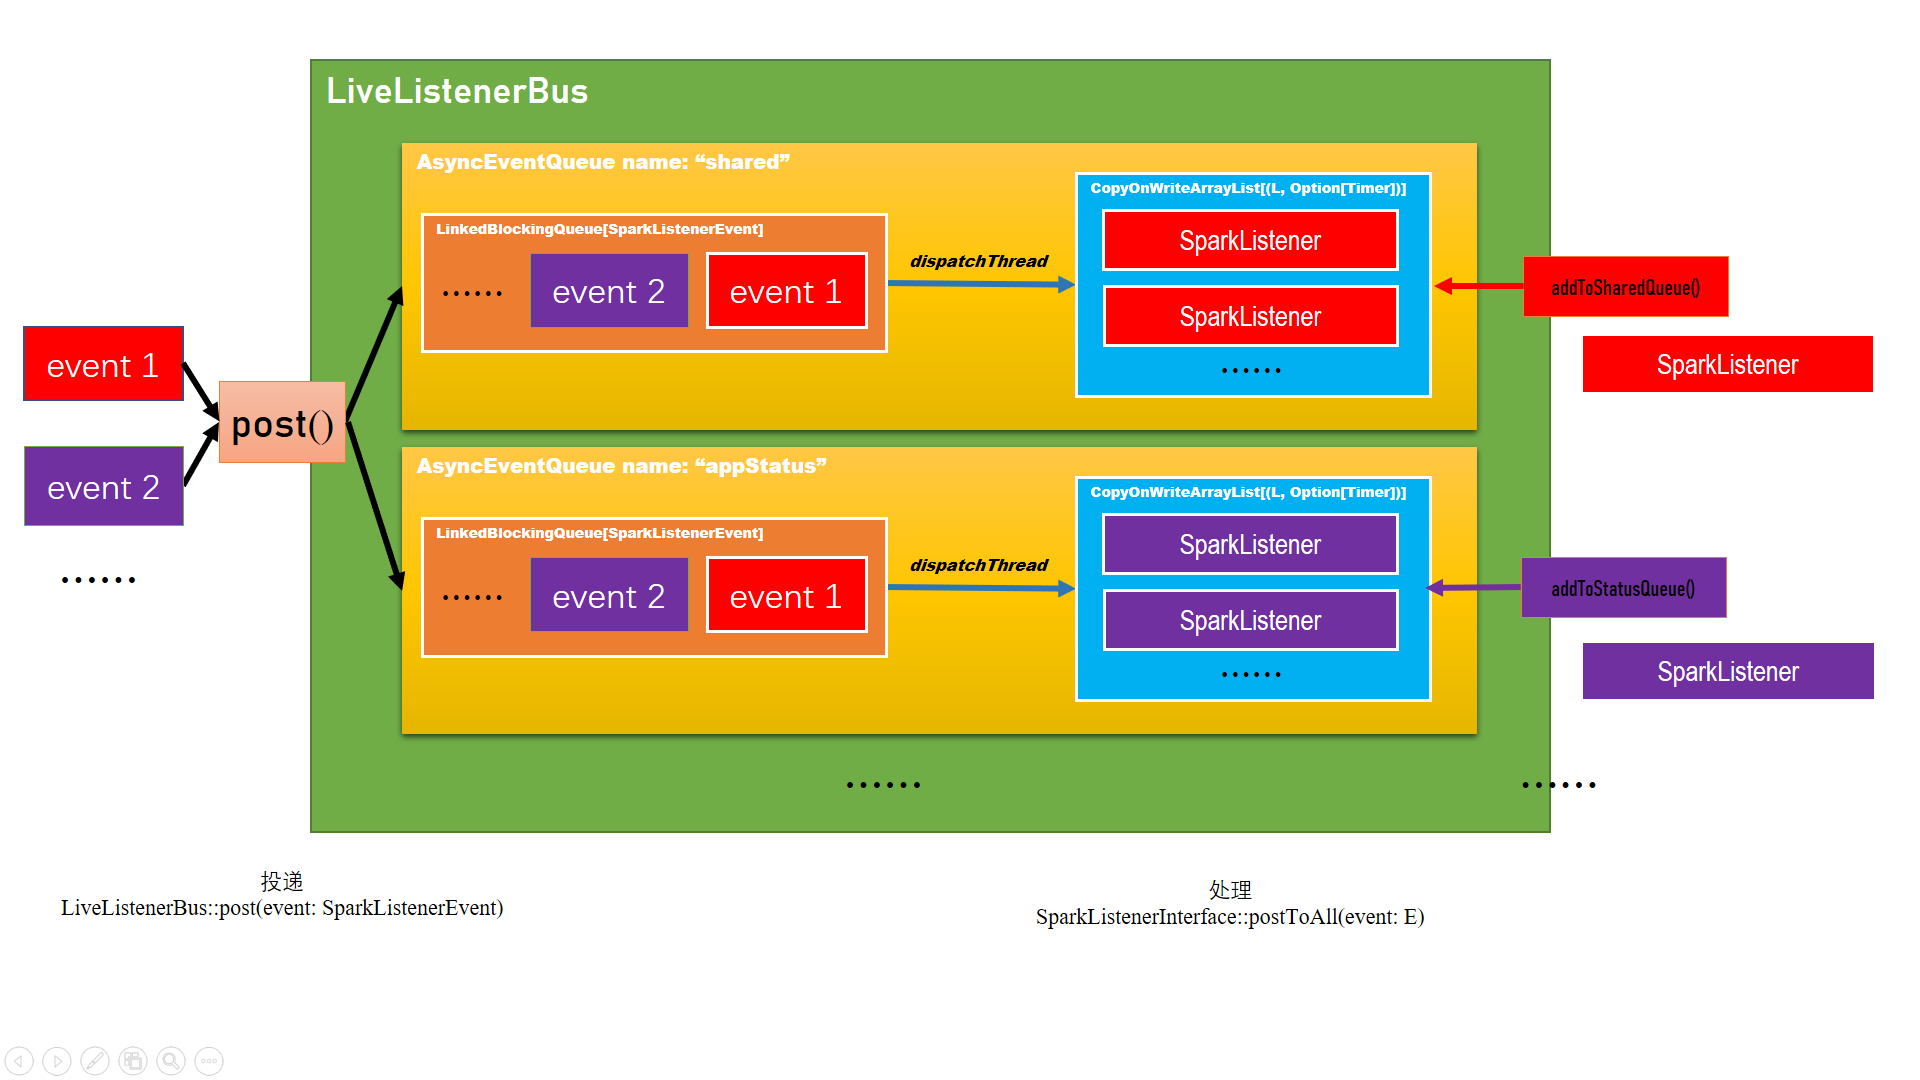 LiveListenerBus
AsyncEventQueue name: “shared”
LinkedBlockingQueue[SparkListenerEvent]
······
event 2
event 1
dispatchThread
CopyOnWriteArrayList[(L, Option[Timer])]
SparkListener
SparkListener
······
addToSharedQueue()
SparkListener
event 1
event 2
······
post()
AsyncEventQueue name: “appStatus”
LinkedBlockingQueue[SparkListenerEvent]
······
event 2
event 1
dispatchThread
CopyOnWriteArrayList[(L, Option[Timer])]
SparkListener
SparkListener
······
addToStatusQueue()
SparkListener
······
······
投递
LiveListenerBus::post(event: SparkListenerEvent)
处理
SparkListenerInterface::postToAll(event: E)